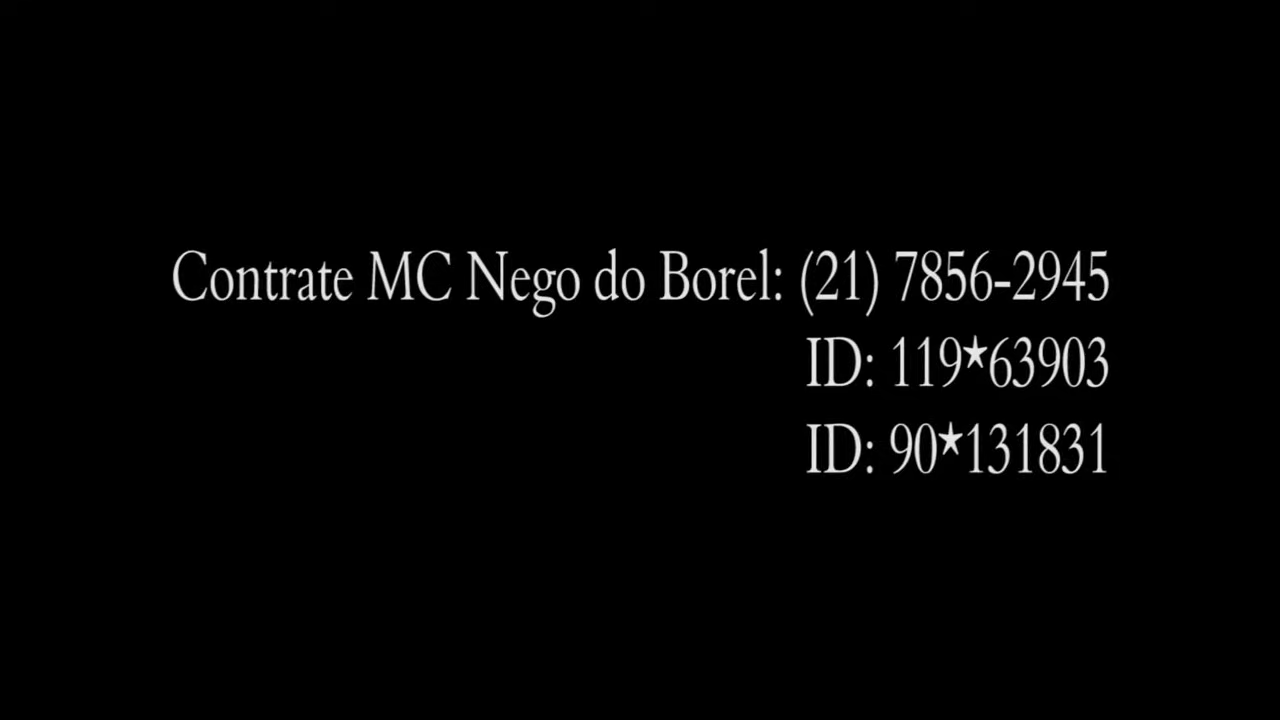 Contrate MC Nego do Borel: (21) 7856-2945
ID: 119*63903
ID: 90*131831